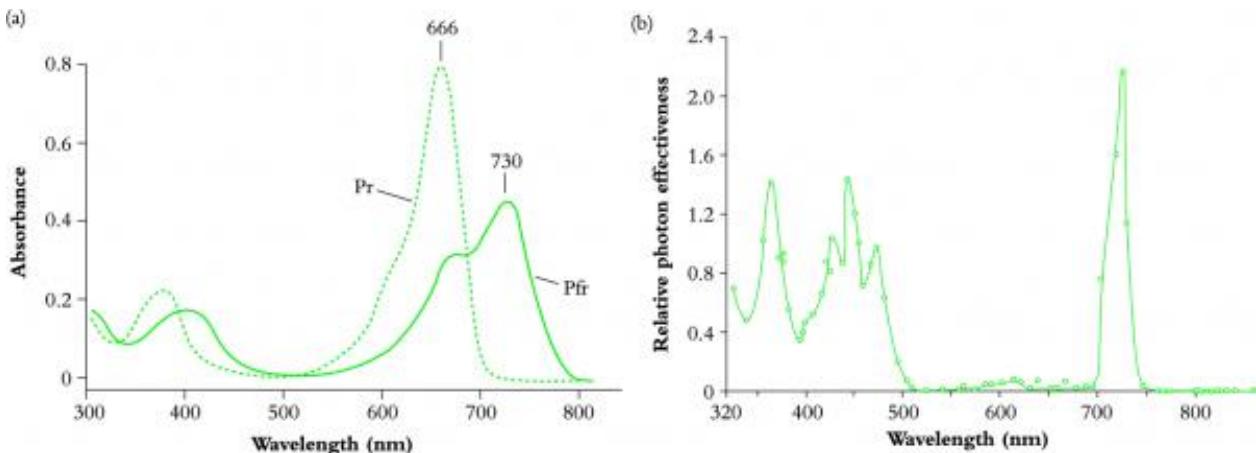 (a)
666
0.8
730
0.6
Pr
0.4
Absorbance
Pfr
0.2
0
300 400 500 600 700 800
Wavelength (nm)
(b)
2.4
2.0
1.6
1.2
0.8
0.4
0
Relative photon effectiveness
320 400 500 600 700 800
Wavelength (nm)